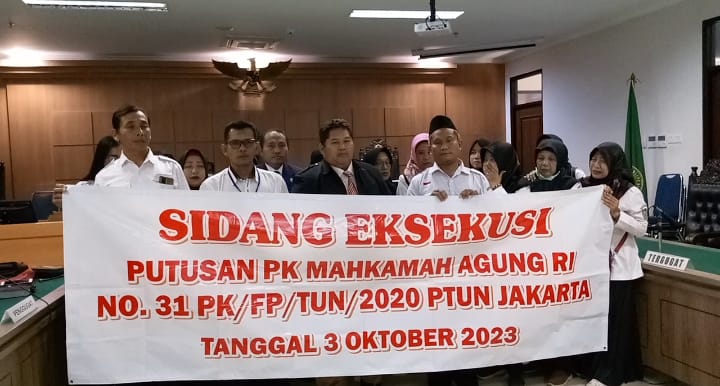 SIDANG EKSEKUSI
PUTUSAN PK MAHKAMAH AGUNG RI
NO. 31 PK/FP/TUN/2020 PTUN JAKARTA
TANGGAL 3 OKTOBER 2023
TERGUGAT
PENGGUGAT